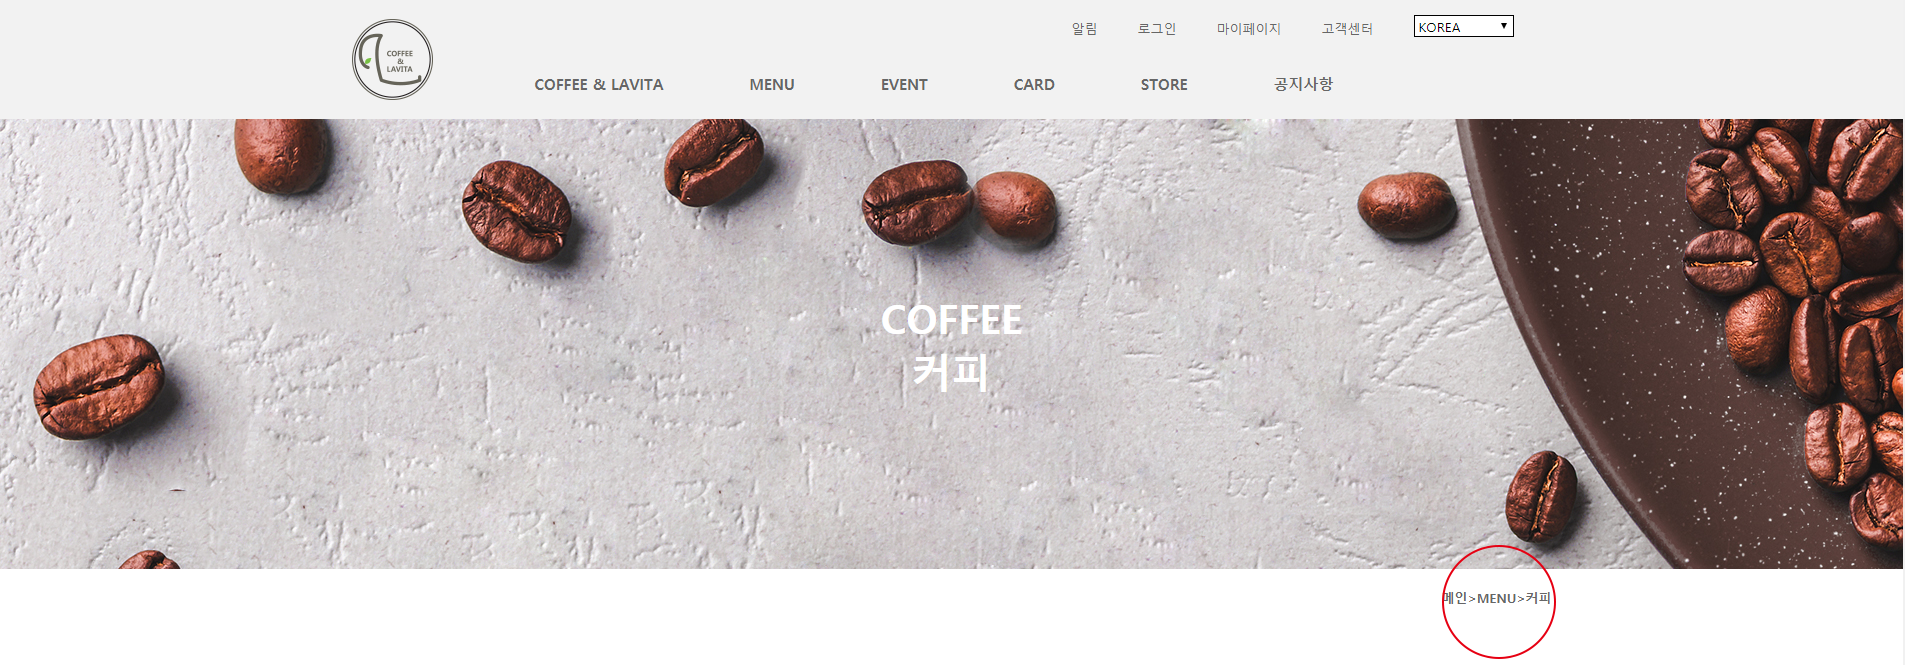 알림 로그인 마이페이지 고객센터 KOREA
COFFEE
&
LAVITA
COFFEE & LAVITA MENU EVENT CARD STORE 공지사항
COFFEE
커피
메인>MENU>커피